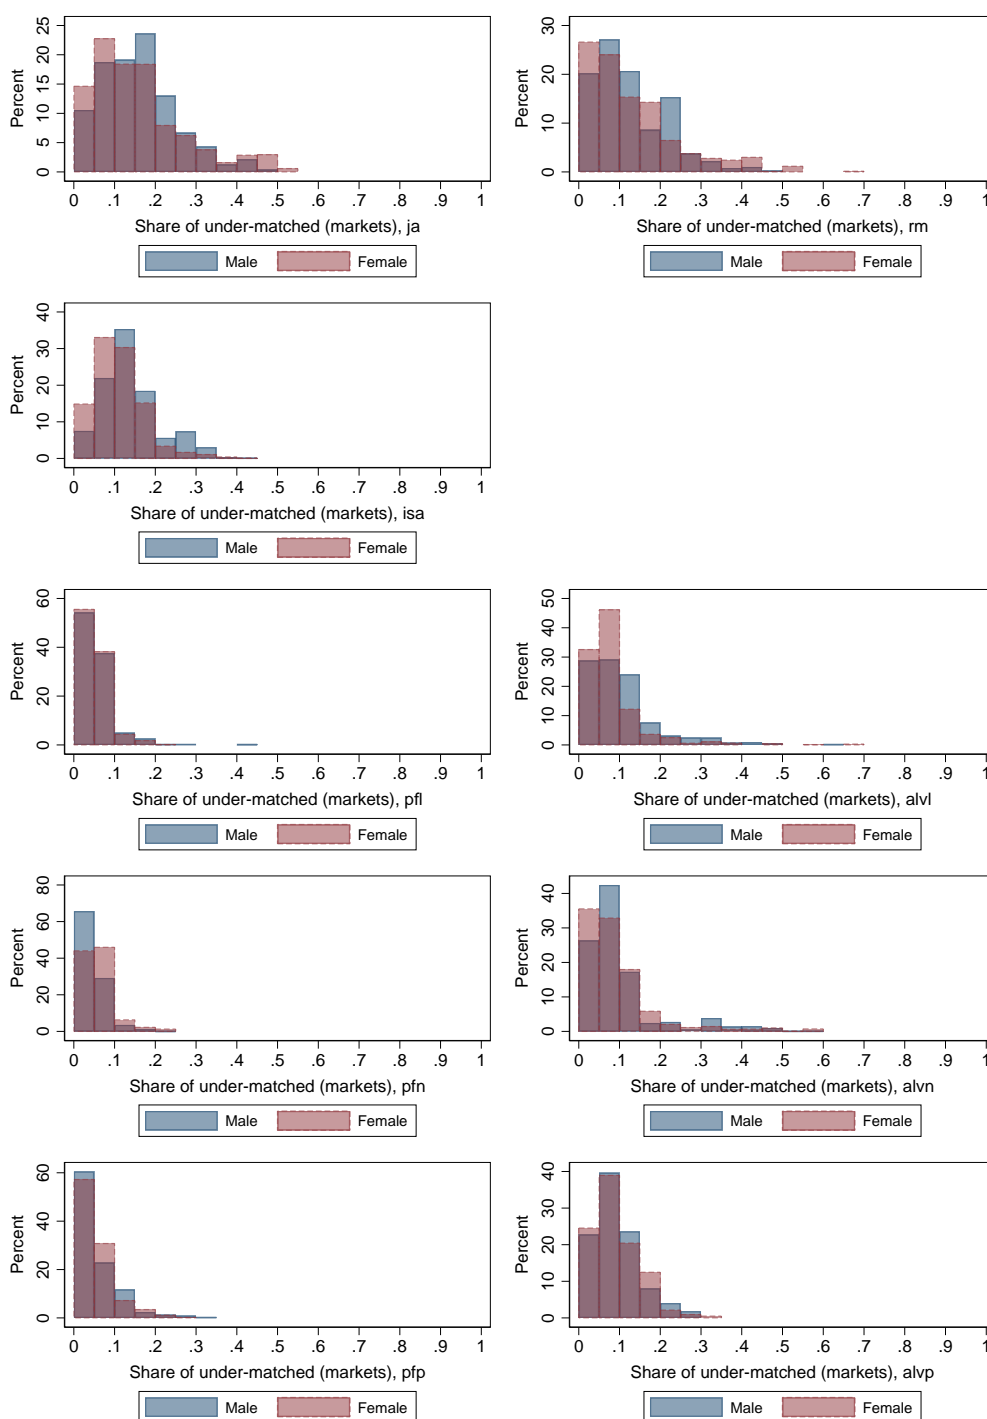 Percent
0 5 10 15 20 25
0 .1 .2 .3 .4 .5 .6 .7 .8 .9 1
Share of under-matched (markets), ja
Male Female
Percent
0 10 20 30
0 .1 .2 .3 .4 .5 .6 .7 .8 .9 1
Share of under-matched (markets), rm
Male Female
Percent
0 10 20 30 40
0 .1 .2 .3 .4 .5 .6 .7 .8 .9 1
Share of under-matched (markets), isa
Male Female
Percent
0 20 40 60
0 .1 .2 .3 .4 .5 .6 .7 .8 .9 1
Share of under-matched (markets), pfl
Male Female
Percent
0 10 20 30 40 50
0 .1 .2 .3 .4 .5 .6 .7 .8 .9 1
Share of under-matched (markets), alvl
Male Female
Percent
0 20 40 60 80
0 .1 .2 .3 .4 .5 .6 .7 .8 .9 1
Share of under-matched (markets), pfn
Male Female
Percent
0 10 20 30 40
0 .1 .2 .3 .4 .5 .6 .7 .8 .9 1
Share of under-matched (markets), alvn
Male Female
Percent
0 20 40 60
0 .1 .2 .3 .4 .5 .6 .7 .8 .9 1
Share of under-matched (markets), pfp
Male Female
Percent
0 10 20 30 40
0 .1 .2 .3 .4 .5 .6 .7 .8 .9 1
Share of under-matched (markets), alvp
Male Female